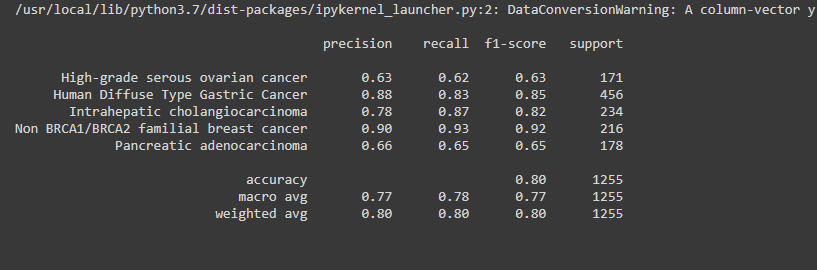 /usr/local/lib/python3.7/dist-packages/ipykernel_launcher.py:2: DataConversionWarning: A column-vector y
precision recall f1-score support
High-grade serous ovarian cancer 0.63 0.62 0.63 171
Human Diffuse Type Gastric Cancer 0.88 0.83 0.85 456
Intrahepatic cholangiocarcinoma 0.78 0.87 0.82 234
Non BRCA1/BRCA2 familial breast cancer 0.90 0.93 0.92 216
Pancreatic adenocarcinoma 0.66 0.65 0.65 178
accuracy 0.80 1255
macro avg 0.77 0.78 0.77 1255
weighted avg 0.80 0.80 0.80 1255